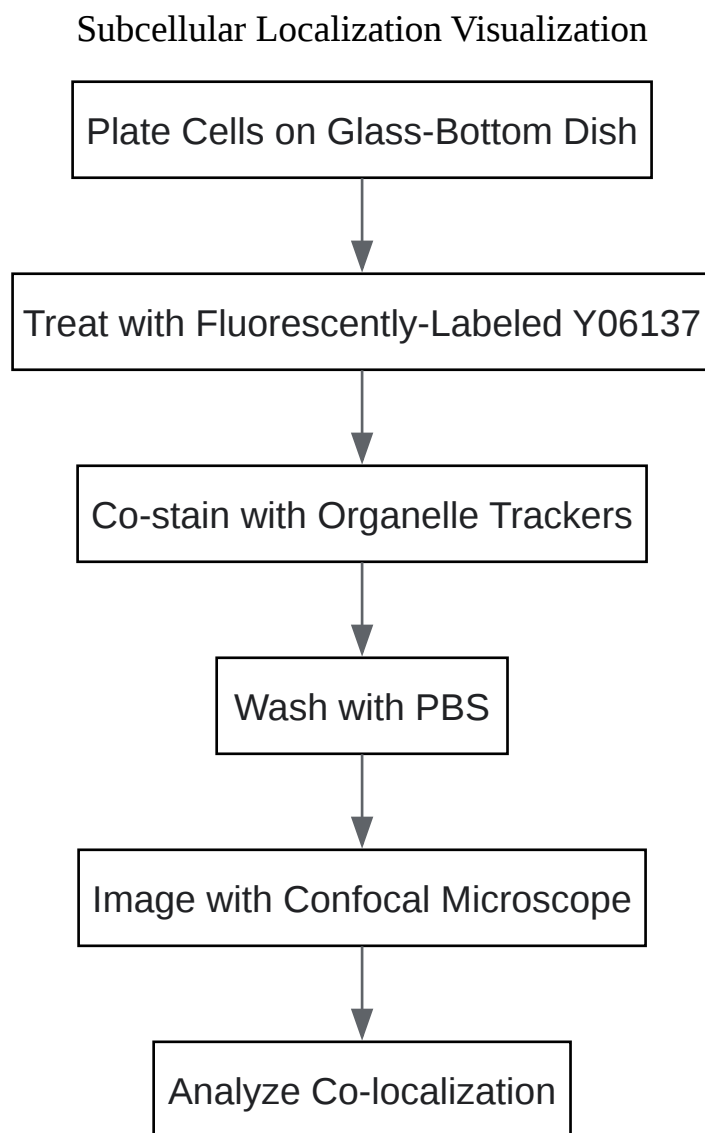 Subcellular Localization Visualization
Plate Cells on Glass-Bottom Dish
Treat with Fluorescently-Labeled Y06137
Co-stain with Organelle Trackers
Wash with PBS
Image with Confocal Microscope
Analyze Co-localization